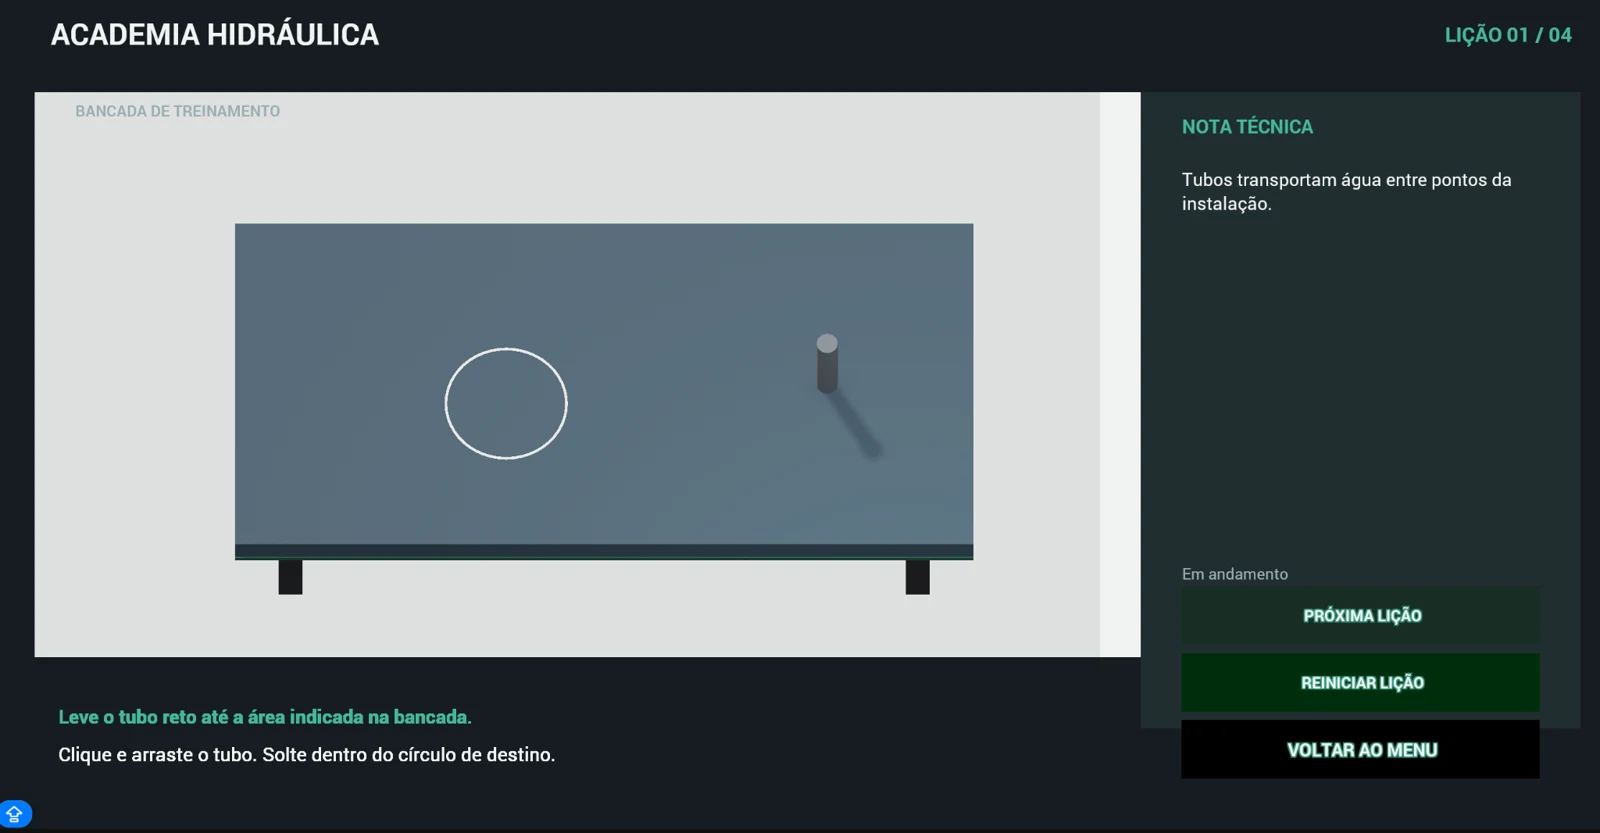 ACADEMIA HIDRÁULICA
LIÇÃO 01 / 04
BANCADA DE TREINAMENTO
NOTA TÉCNICA
Tubos transportam água entre pontos da
instalação.
Em andamento
PRÓXIMA LIÇÃO
REINICIAR LIÇÃO
VOLTAR AO MENU
Leve o tubo reto até a área indicada na bancada.
Clique e arraste o tubo. Solte dentro do círculo de destino.